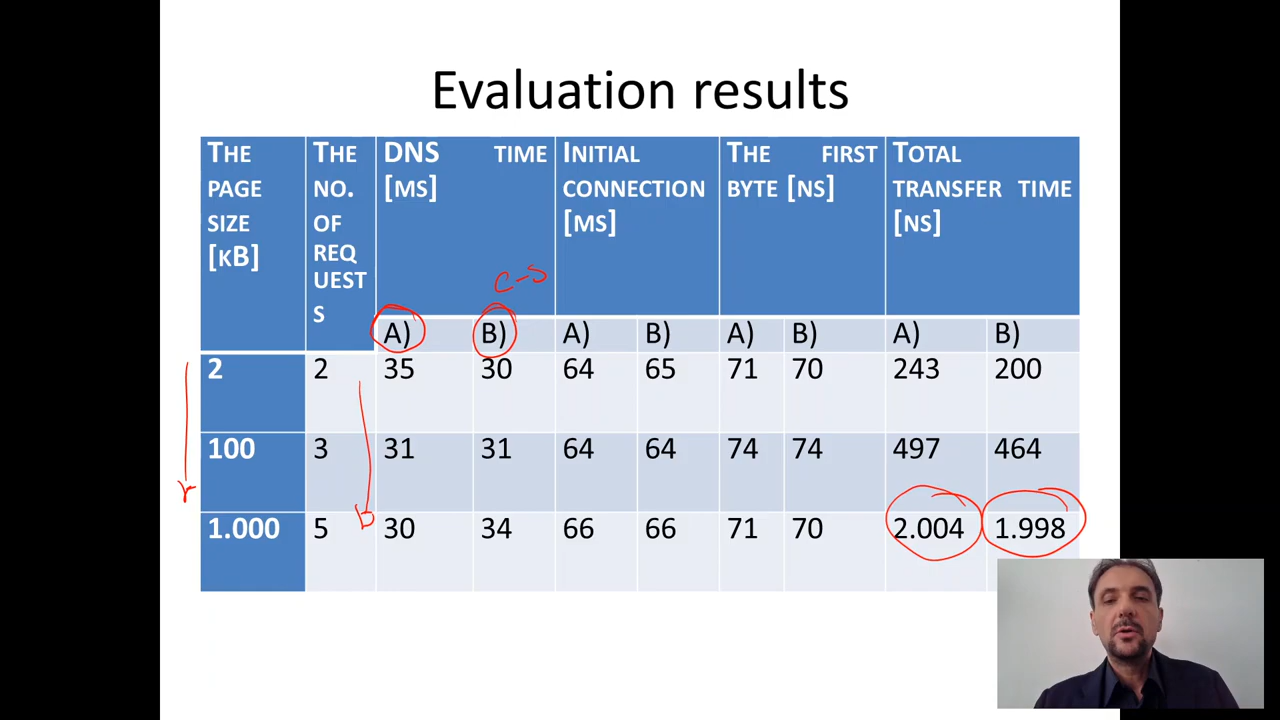 Evaluation results
THE PAGE SIZE [KB] THE NO. OF REQUESTS DNS TIME [MS] INITIAL CONNECTION [MS] THE FIRST BYTE [NS] TOTAL TRANSFER TIME [NS]
c-s
A) B) A) B) A) B) A) B)
2 2 35 30 64 65 71 70 243 200
100 3 31 31 64 64 74 74 497 464
1.000 5 30 34 66 66 71 70 2.004 1.998